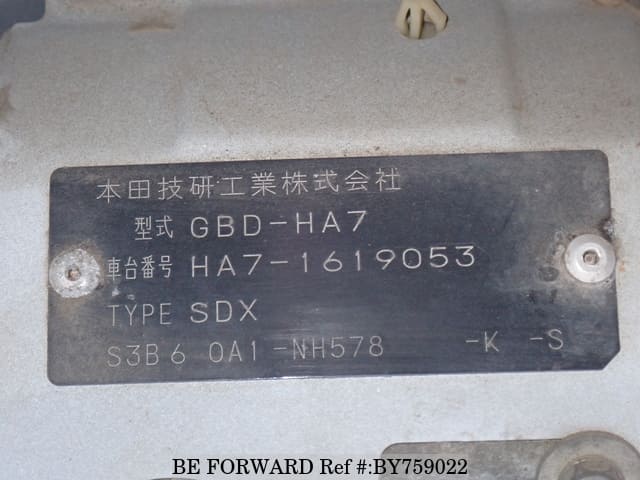 本田技研工業株式会社
型式 GBD-HA7
車台番号 HA7-1619053
TYPE SDX
S3B6 0A1-NH578 -K -S
BE FORWARD Ref #:BY759022